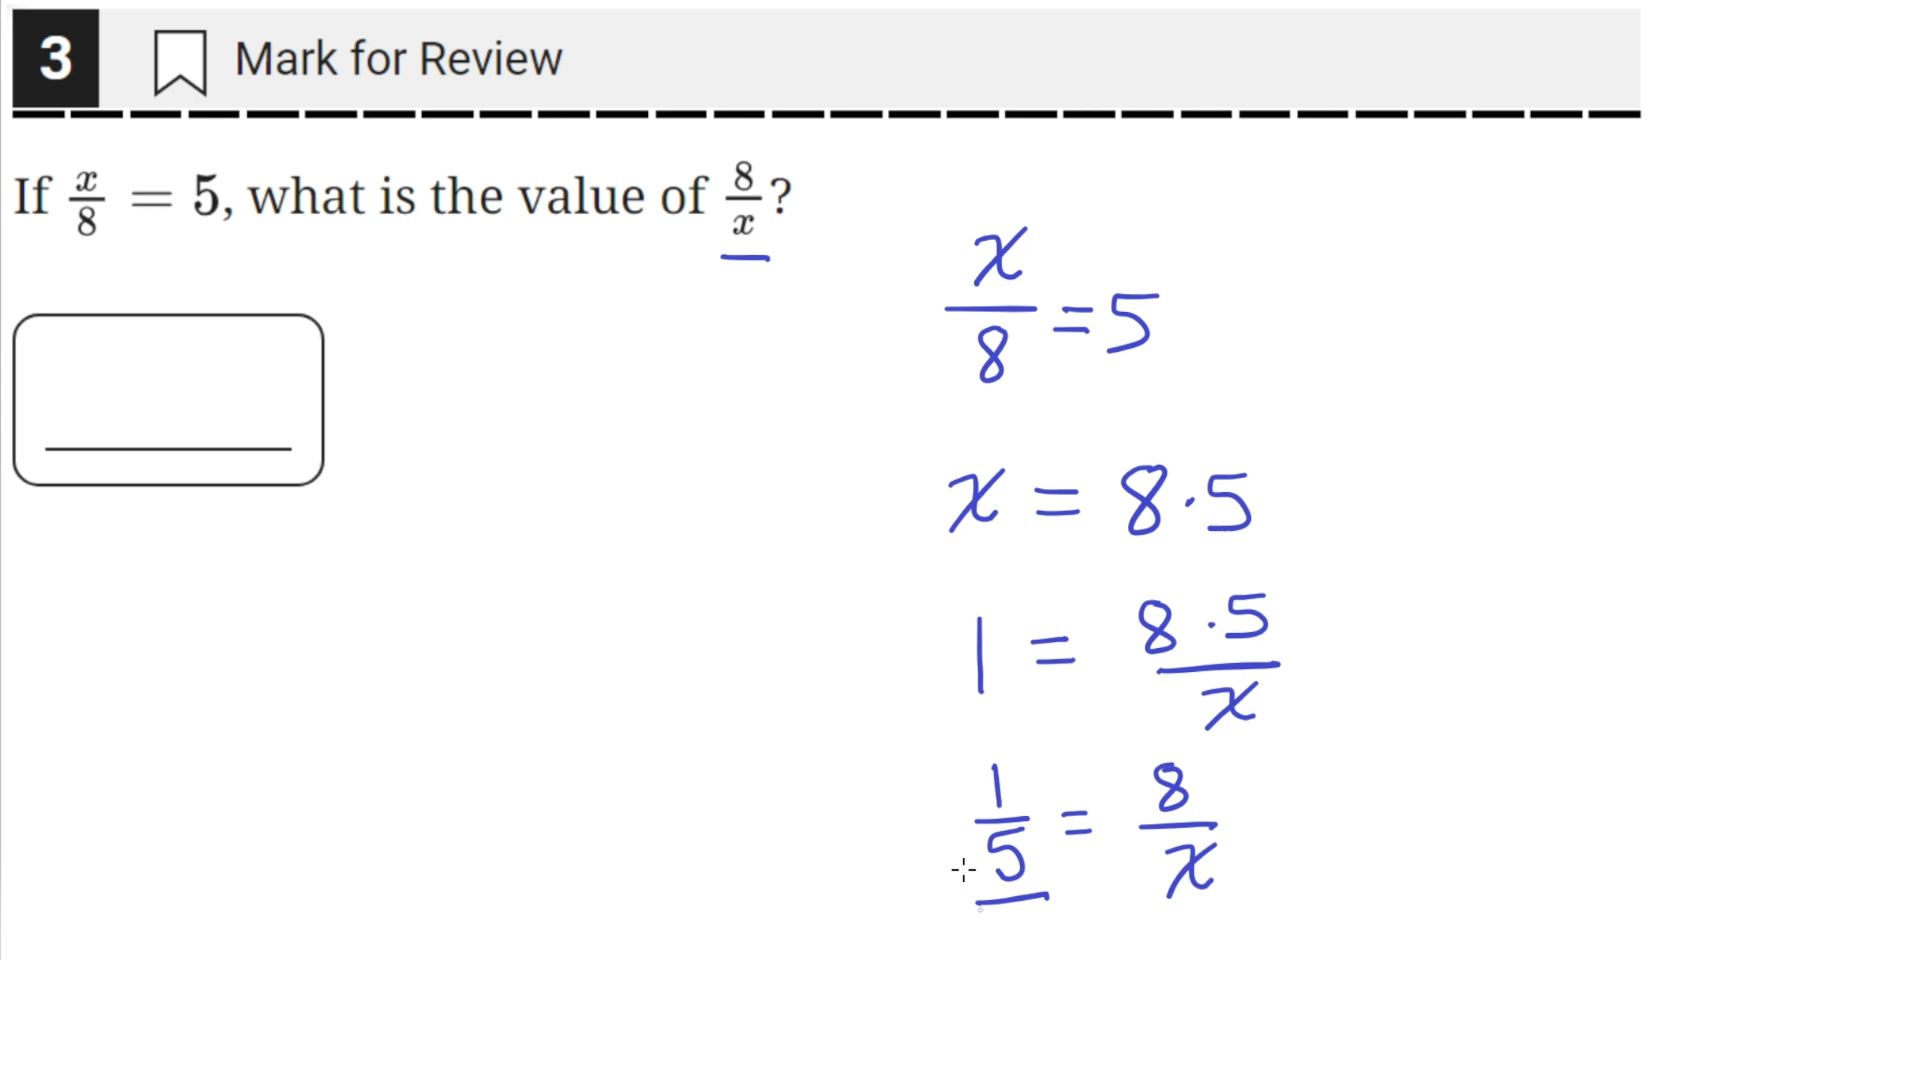 3 Mark for Review
If x/8 = 5, what is the value of 8/x?
x/8 = 5
x = 8·5
1 = 8·5/x
1/5 = 8/x